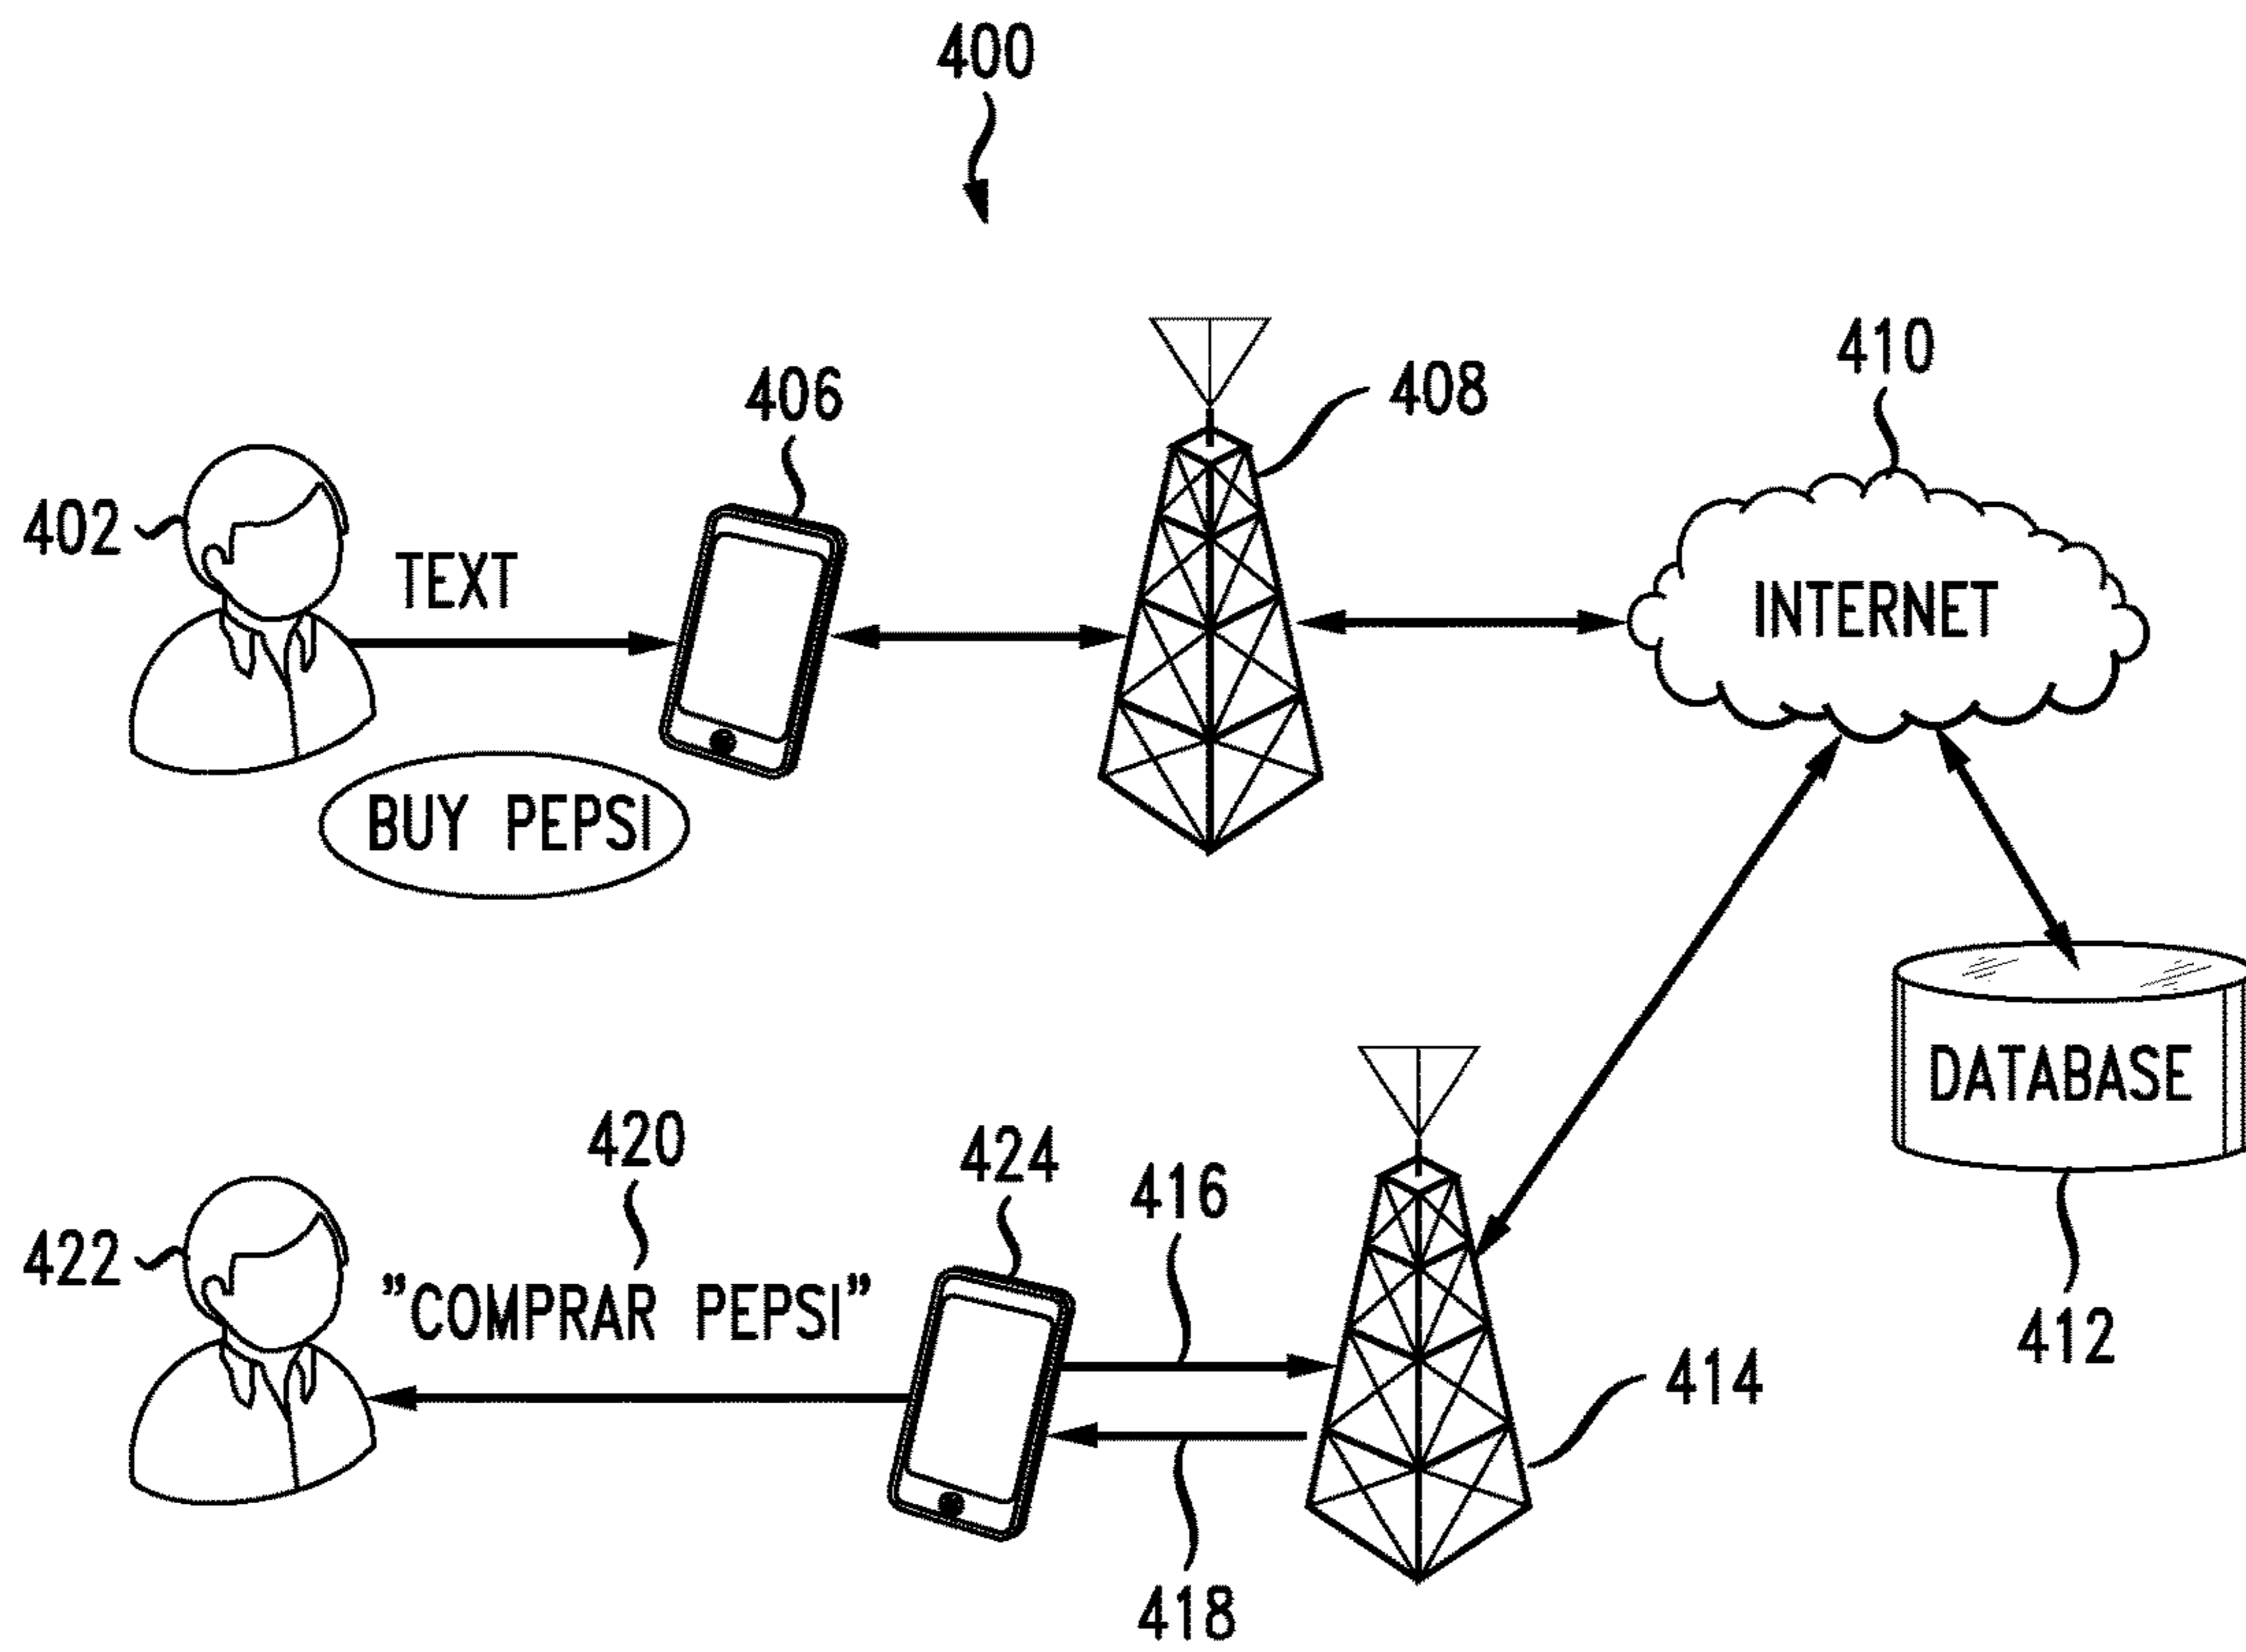 400
410
408
406
402
TEXT
INTERNET
BUY PEPSI
DATABASE
420
424
416
422
"COMPRAR PEPSI"
412
414
418